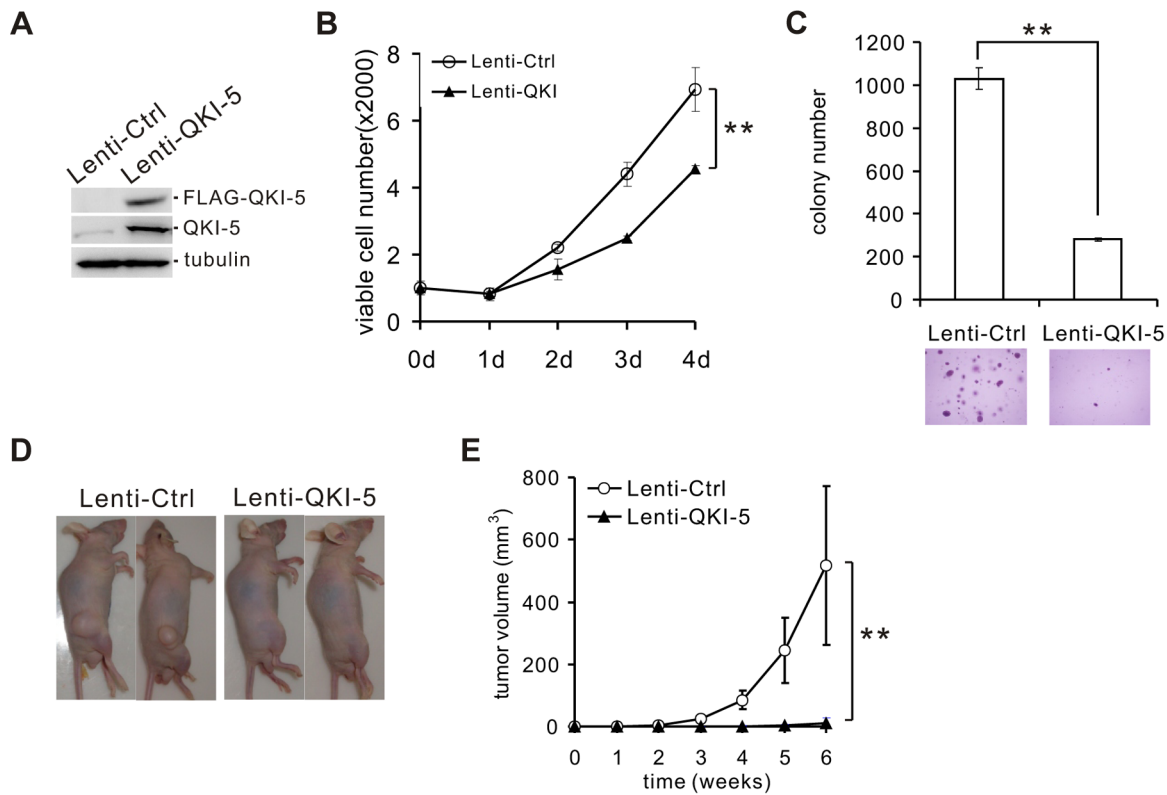 A
Lenti-Ctrl
Lenti-QKI-5
FLAG-QKI-5
QKI-5
tubulin
B
viable cell number(x2000)
8
6
4
2
0
Lenti-Ctrl
Lenti-QKI
**
0d 1d 2d 3d 4d
C
colony number
1200
1000
800
600
400
200
0
**
Lenti-Ctrl Lenti-QKI-5
D
Lenti-Ctrl Lenti-QKI-5
E
tumor volume (mm³)
800
600
400
200
0
Lenti-Ctrl
Lenti-QKI-5
**
0 1 2 3 4 5 6
time (weeks)